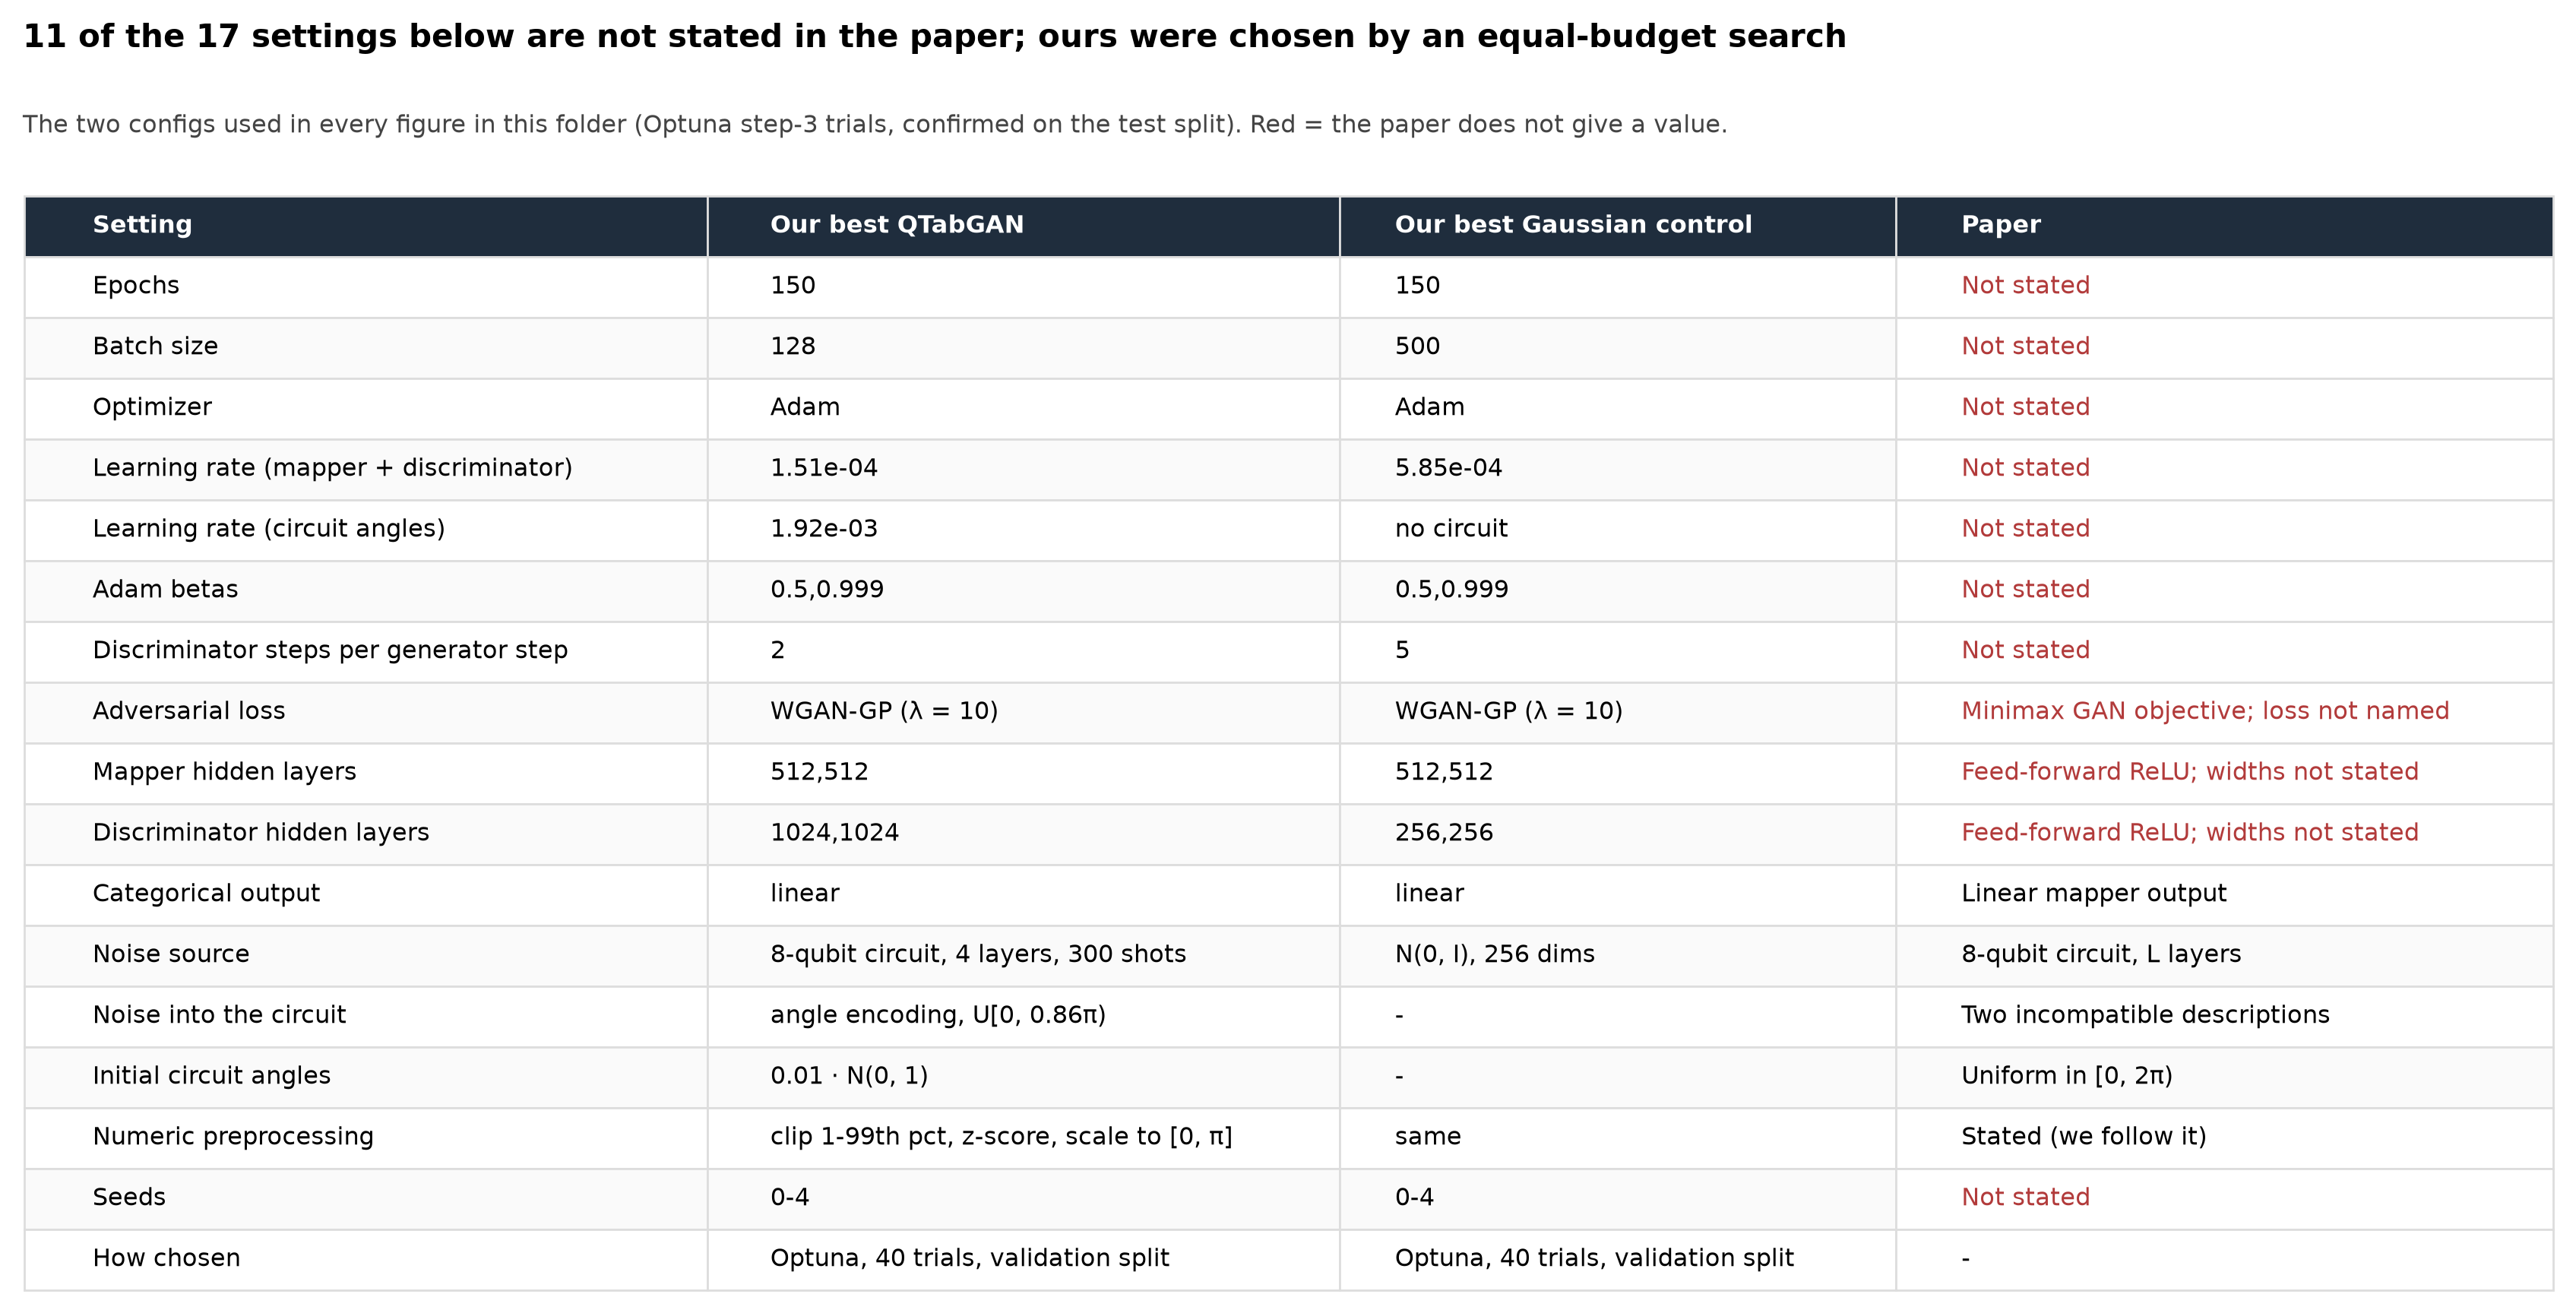 11 of the 17 settings below are not stated in the paper; ours were chosen by an equal-budget search
The two configs used in every figure in this folder (Optuna step-3 trials, confirmed on the test split). Red = the paper does not give a value.
Setting Our best QTabGAN Our best Gaussian control Paper
Epochs 150 150 Not stated
Batch size 128 500 Not stated
Optimizer Adam Adam Not stated
Learning rate (mapper + discriminator) 1.51e-04 5.85e-04 Not stated
Learning rate (circuit angles) 1.92e-03 no circuit Not stated
Adam betas 0.5,0.999 0.5,0.999 Not stated
Discriminator steps per generator step 2 5 Not stated
Adversarial loss WGAN-GP (λ = 10) WGAN-GP (λ = 10) Minimax GAN objective; loss not named
Mapper hidden layers 512,512 512,512 Feed-forward ReLU; widths not stated
Discriminator hidden layers 1024,1024 256,256 Feed-forward ReLU; widths not stated
Categorical output linear linear Linear mapper output
Noise source 8-qubit circuit, 4 layers, 300 shots N(0, I), 256 dims 8-qubit circuit, L layers
Noise into the circuit angle encoding, U[0, 0.86π) - Two incompatible descriptions
Initial circuit angles 0.01 · N(0, 1) - Uniform in [0, 2π)
Numeric preprocessing clip 1-99th pct, z-score, scale to [0, π] same Stated (we follow it)
Seeds 0-4 0-4 Not stated
How chosen Optuna, 40 trials, validation split Optuna, 40 trials, validation split -